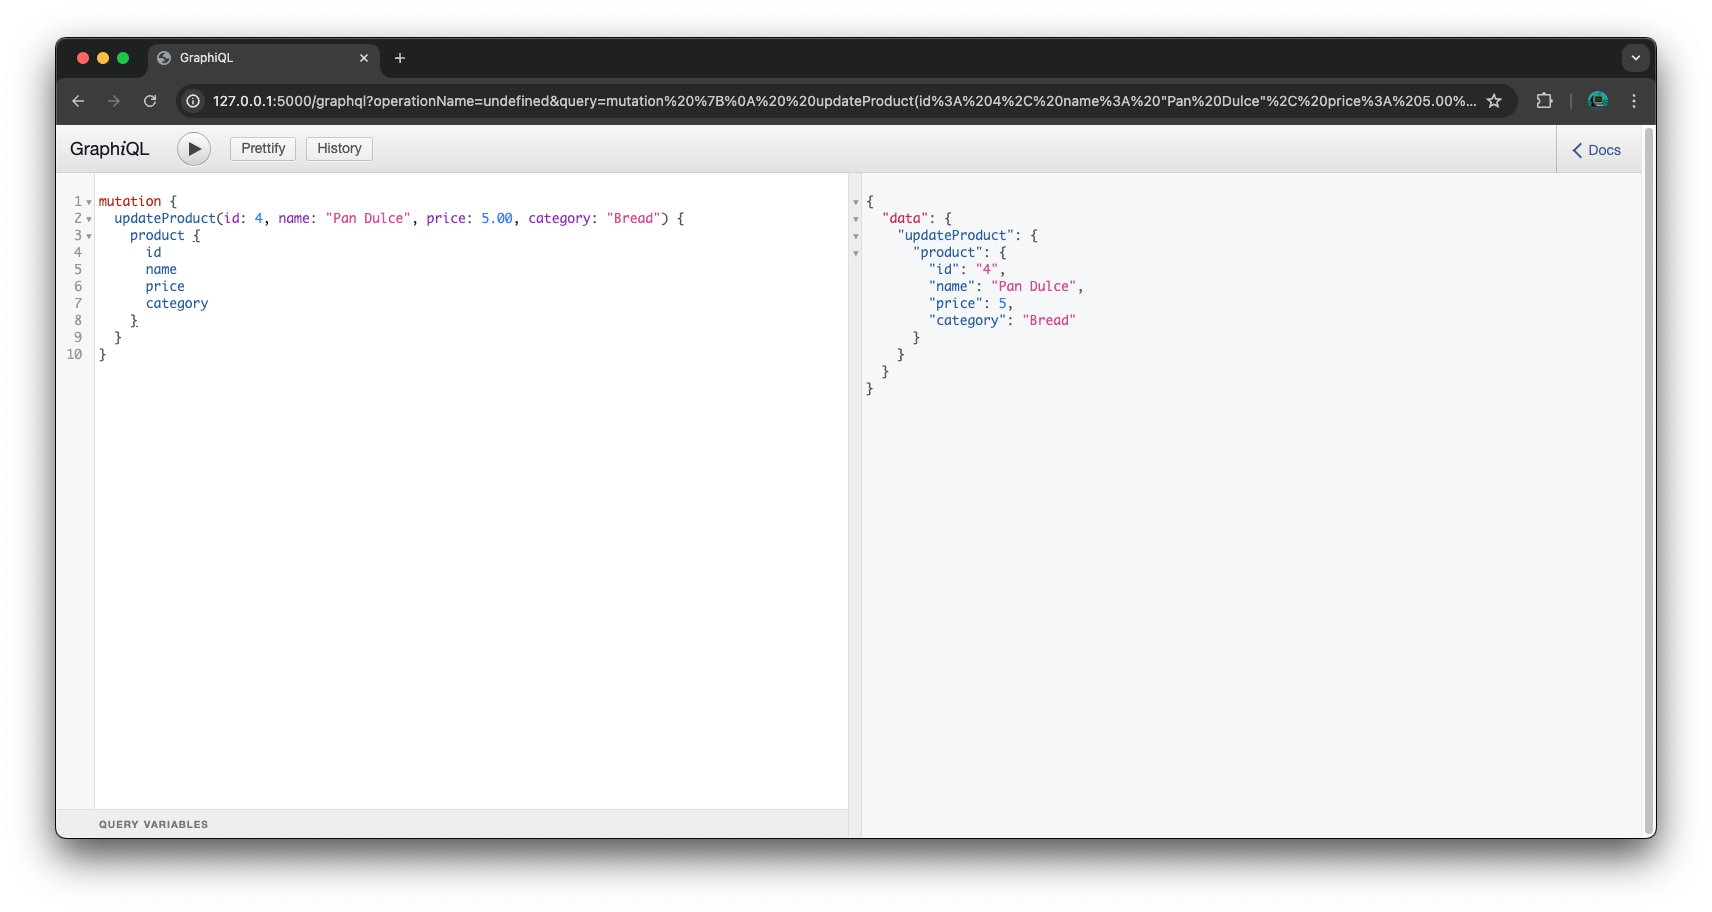 GraphiQL
127.0.0.1:5000/graphql?operationName=undefined&query=mutation%20%7B%0A%20%20updateProduct(id%3A%204%2C%20name%3A%20"Pan%20Dulce"%2C%20price%3A%205.00%...
GraphiQL Prettify History Docs
1 mutation {
2   updateProduct(id: 4, name: "Pan Dulce", price: 5.00, category: "Bread") {
3     product {
4       id
5       name
6       price
7       category
8     }
9   }
10 }
QUERY VARIABLES
{
  "data": {
    "updateProduct": {
      "product": {
        "id": "4",
        "name": "Pan Dulce",
        "price": 5,
        "category": "Bread"
      }
    }
  }
}